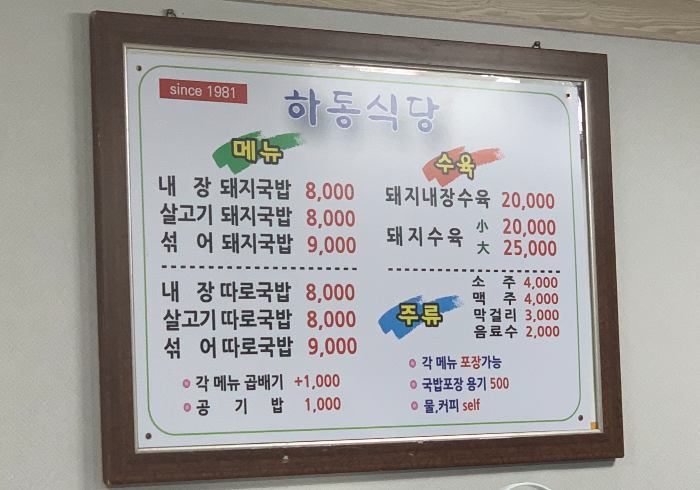 since 1981
하동식당
메뉴
내 장 돼지국밥 8,000
살고기 돼지국밥 8,000
섞 어 돼지국밥 9,000
내 장 따로국밥 8,000
살고기 따로국밥 8,000
섞 어 따로국밥 9,000
각 메뉴 곱배기 +1,000
공 기 밥 1,000
수육
돼지내장수육 20,000
돼지수육 小 20,000
大 25,000
주류
소 주 4,000
맥 주 4,000
막걸리 3,000
음료수 2,000
각 메뉴 포장가능
국밥포장 용기 500
물,커피 self